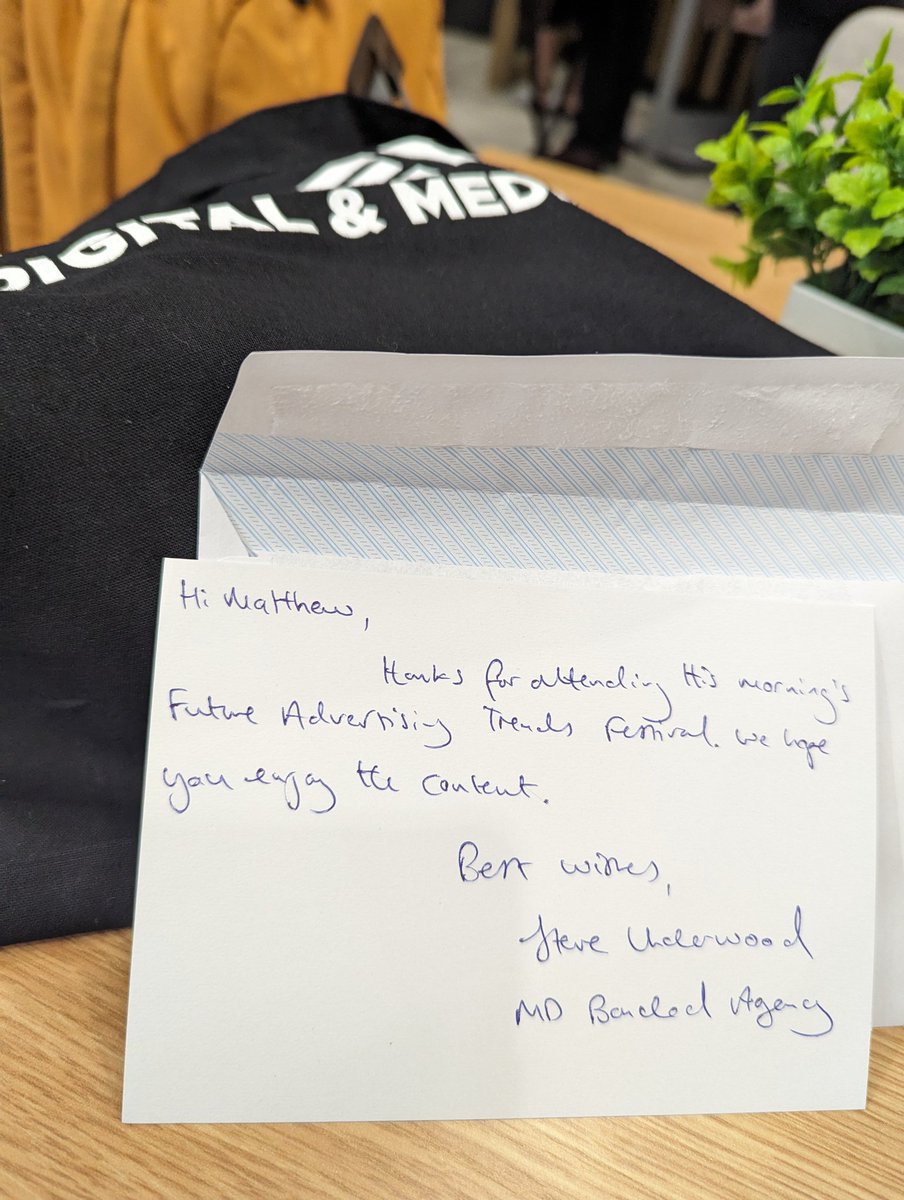 DIGITAL & MED
Hi Matthew,
thanks for attending this morning's
Future Advertising Trends Festival. We hope
you enjoy the content.
Best wishes,
Steve Underwood
MD Banded Agency